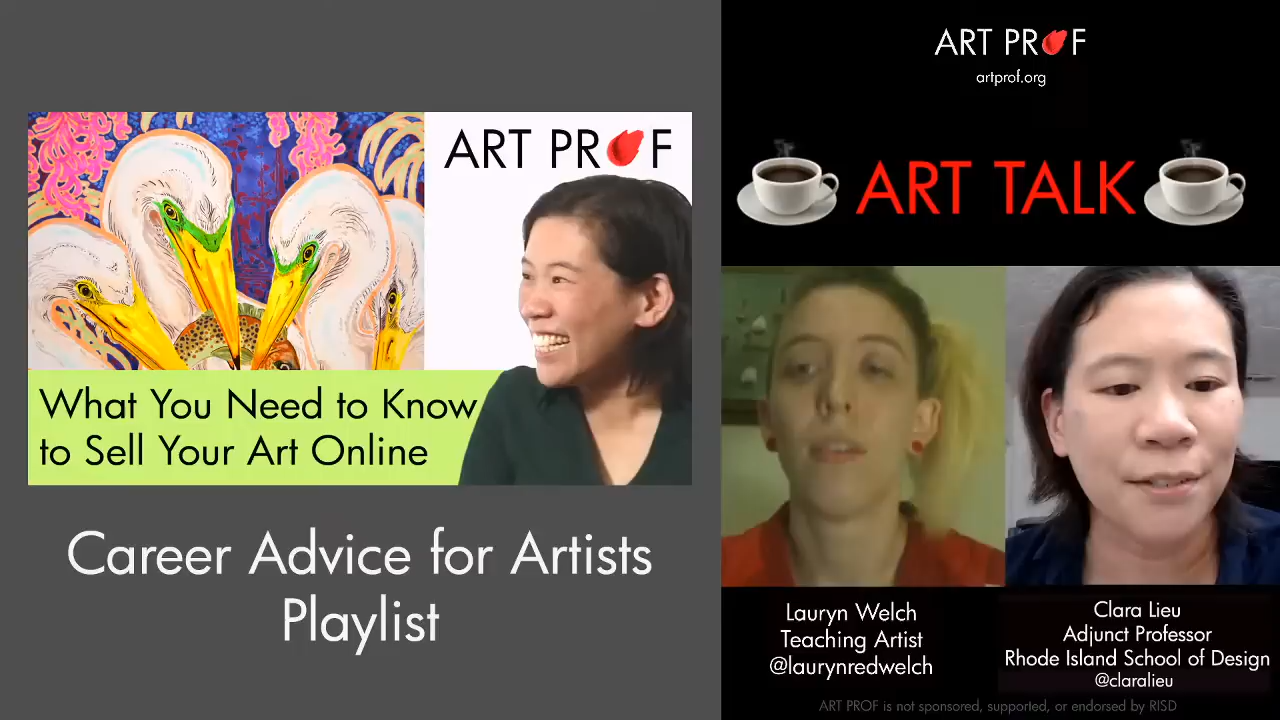 ART PROF
What You Need to Know
to Sell Your Art Online
Career Advice for Artists
Playlist
ART PROF
artprof.org
ART TALK
Lauryn Welch
Teaching Artist
@laurynredwelch
Clara Lieu
Adjunct Professor
Rhode Island School of Design
@claralieu
ART PROF is not sponsored, supported, or endorsed by RISD